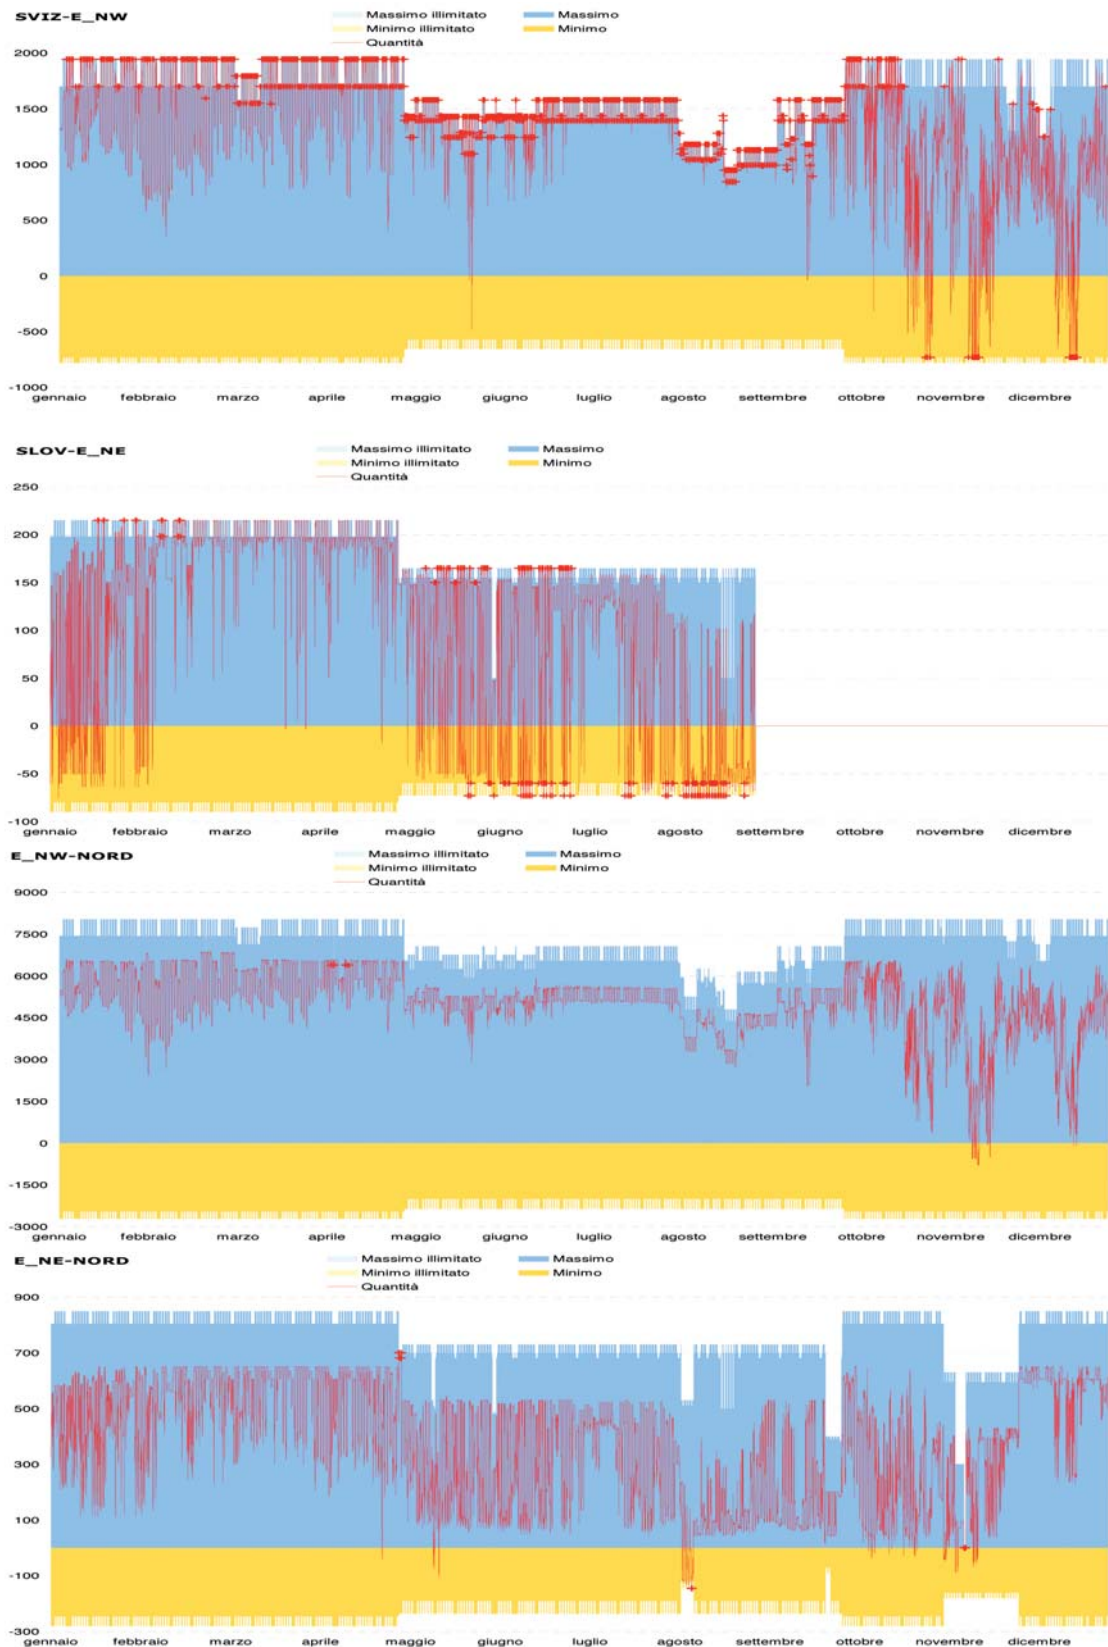 SVIZ-E_NW
Massimo illimitato Massimo
Minimo illimitato Minimo
Quantità
2000
1500
1000
500
0
-500
-1000
gennaio febbraio marzo aprile maggio giugno luglio agosto settembre ottobre novembre dicembre
SLOV-E_NE
Massimo illimitato Massimo
Minimo illimitato Minimo
Quantità
250
200
150
100
50
0
-50
-100
gennaio febbraio marzo aprile maggio giugno luglio agosto settembre ottobre novembre dicembre
E_NW-NORD
Massimo illimitato Massimo
Minimo illimitato Minimo
Quantità
9000
7500
6000
4500
3000
1500
0
-1500
-3000
gennaio febbraio marzo aprile maggio giugno luglio agosto settembre ottobre novembre dicembre
E_NE-NORD
Massimo illimitato Massimo
Minimo illimitato Minimo
Quantità
900
700
500
300
100
-100
-300
gennaio febbraio marzo aprile maggio giugno luglio agosto settembre ottobre novembre dicembre